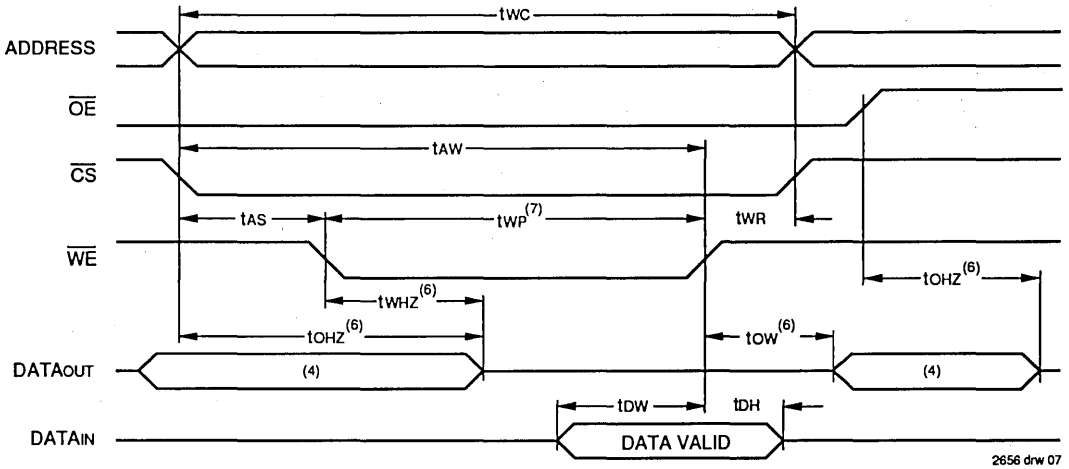 tWC
ADDRESS
OE
tAW
CS
tAS
tWP(7)
tWR
WE
tWHZ(6)
tOHZ(6)
tOHZ(6)
tOW(6)
DATAOUT
(4)
(4)
tDW
tDH
DATAIN
DATA VALID
2656 drw 07